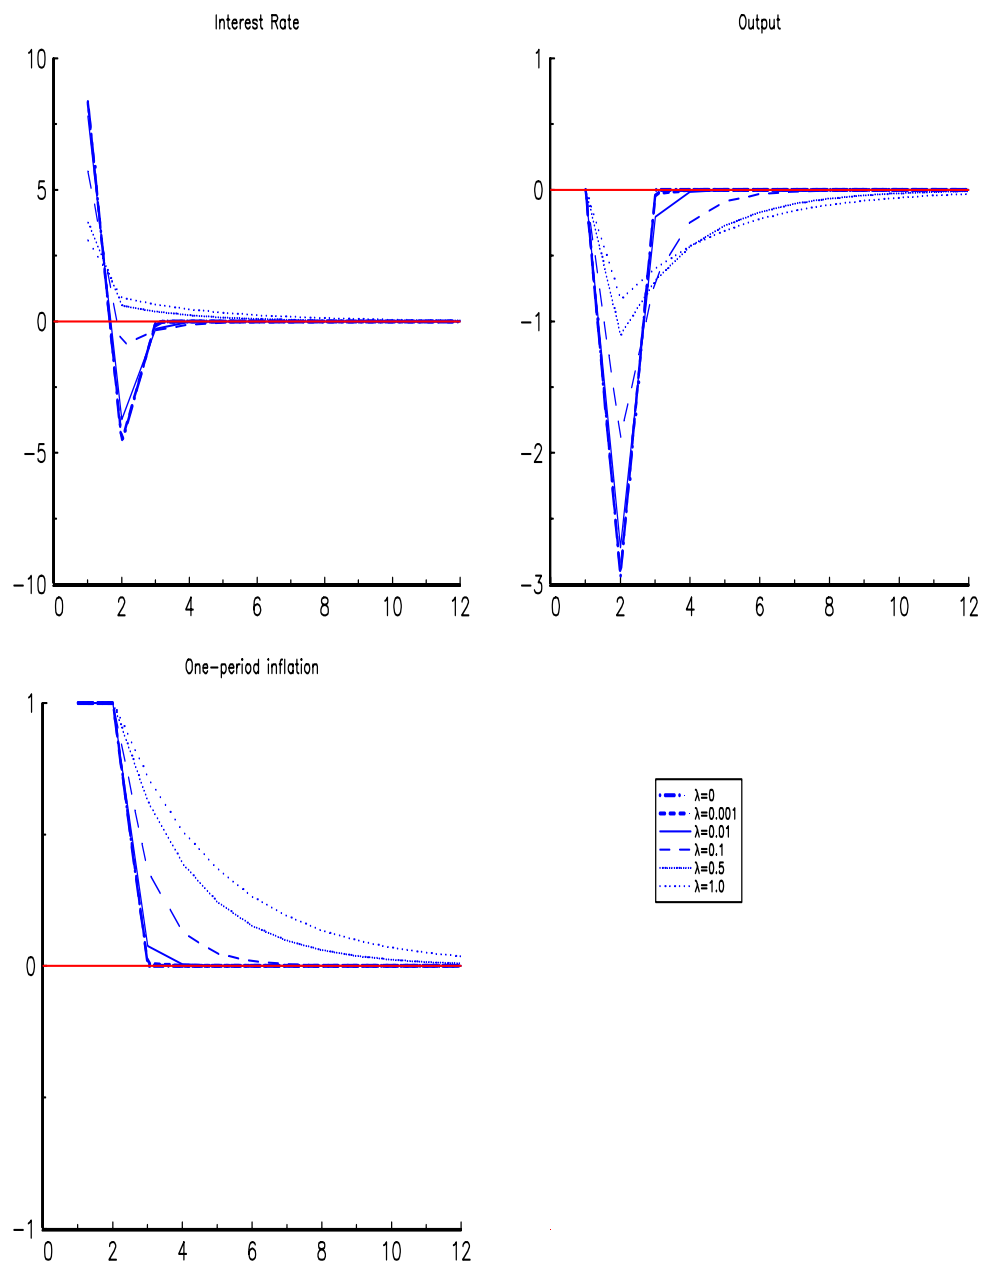 Interest Rate
10
5
0
−5
−10
0 2 4 6 8 10 12
Output
1
0
−1
−2
−3
0 2 4 6 8 10 12
One−period inflation
1
0
−1
0 2 4 6 8 10 12
λ=0
λ=0.001
λ=0.01
λ=0.1
λ=0.5
λ=1.0